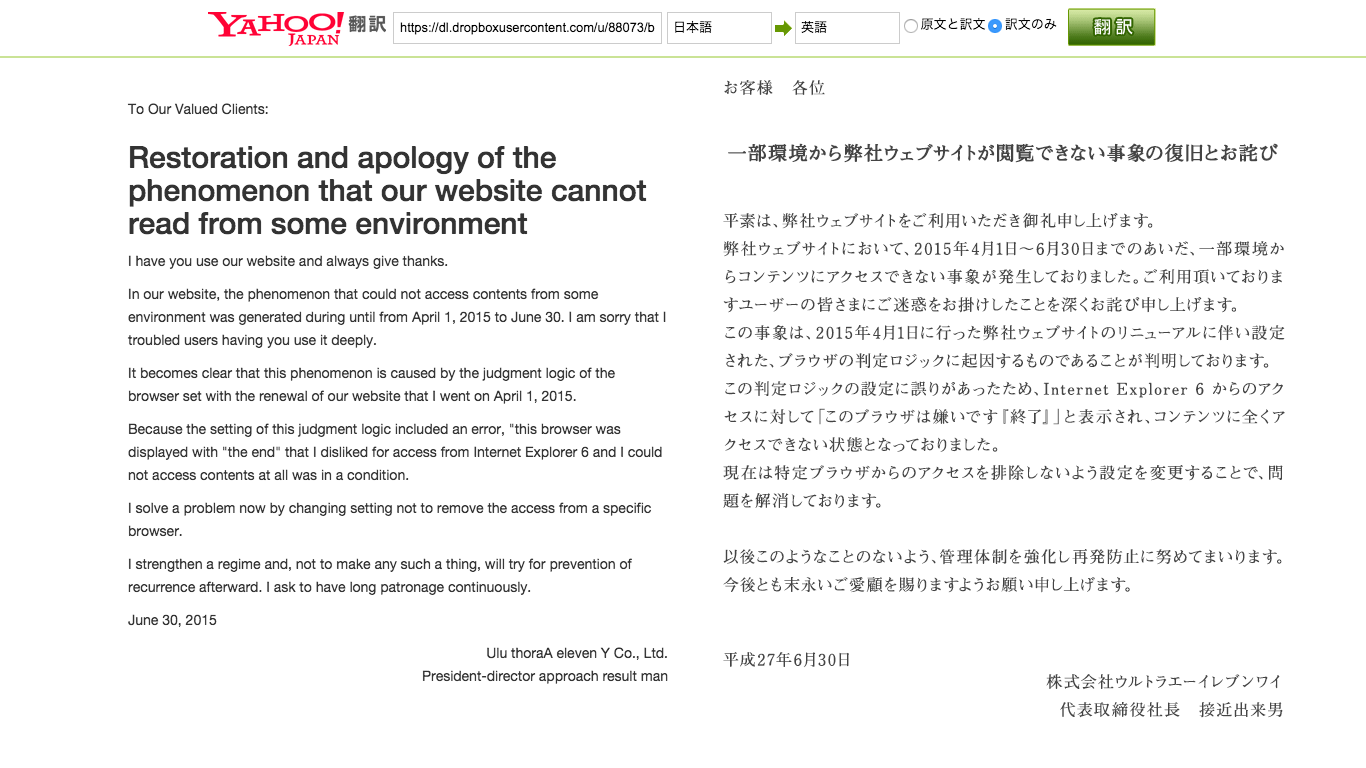 YAHOO! JAPAN 翻訳 https://dl.dropboxusercontent.com/u/88073/b 日本語 英語 原文と訳文 訳文のみ 翻訳
To Our Valued Clients:
Restoration and apology of the
phenomenon that our website cannot
read from some environment
I have you use our website and always give thanks.
In our website, the phenomenon that could not access contents from some
environment was generated during until from April 1, 2015 to June 30. I am sorry that I
troubled users having you use it deeply.
It becomes clear that this phenomenon is caused by the judgment logic of the
browser set with the renewal of our website that I went on April 1, 2015.
Because the setting of this judgment logic included an error, "this browser was
displayed with "the end" that I disliked for access from Internet Explorer 6 and I could
not access contents at all was in a condition.
I solve a problem now by changing setting not to remove the access from a specific
browser.
I strengthen a regime and, not to make any such a thing, will try for prevention of
recurrence afterward. I ask to have long patronage continuously.
June 30, 2015
Ulu thoraA eleven Y Co., Ltd.
President-director approach result man
お客様　各位
一部環境から弊社ウェブサイトが閲覧できない事象の復旧とお詫び
平素は、弊社ウェブサイトをご利用いただき御礼申し上げます。
弊社ウェブサイトにおいて、2015年4月1日～6月30日までのあいだ、一部環境か
らコンテンツにアクセスできない事象が発生しておりました。ご利用頂いておりま
すユーザーの皆さまにご迷惑をお掛けしたことを深くお詫び申し上げます。
この事象は、2015年4月1日に行った弊社ウェブサイトのリニューアルに伴い設定
された、ブラウザの判定ロジックに起因するものであることが判明しております。
この判定ロジックの設定に誤りがあったため、Internet Explorer 6 からのアク
セスに対して「このブラウザは嫌いです『終了』」と表示され、コンテンツに全くア
クセスできない状態となっておりました。
現在は特定ブラウザからのアクセスを排除しないよう設定を変更することで、問
題を解消しております。
以後このようなことのないよう、管理体制を強化し再発防止に努めてまいります。
今後とも末永いご愛顧を賜りますようお願い申し上げます。
平成27年6月30日
株式会社ウルトラエーイレブンワイ
代表取締役社長　接近出来男